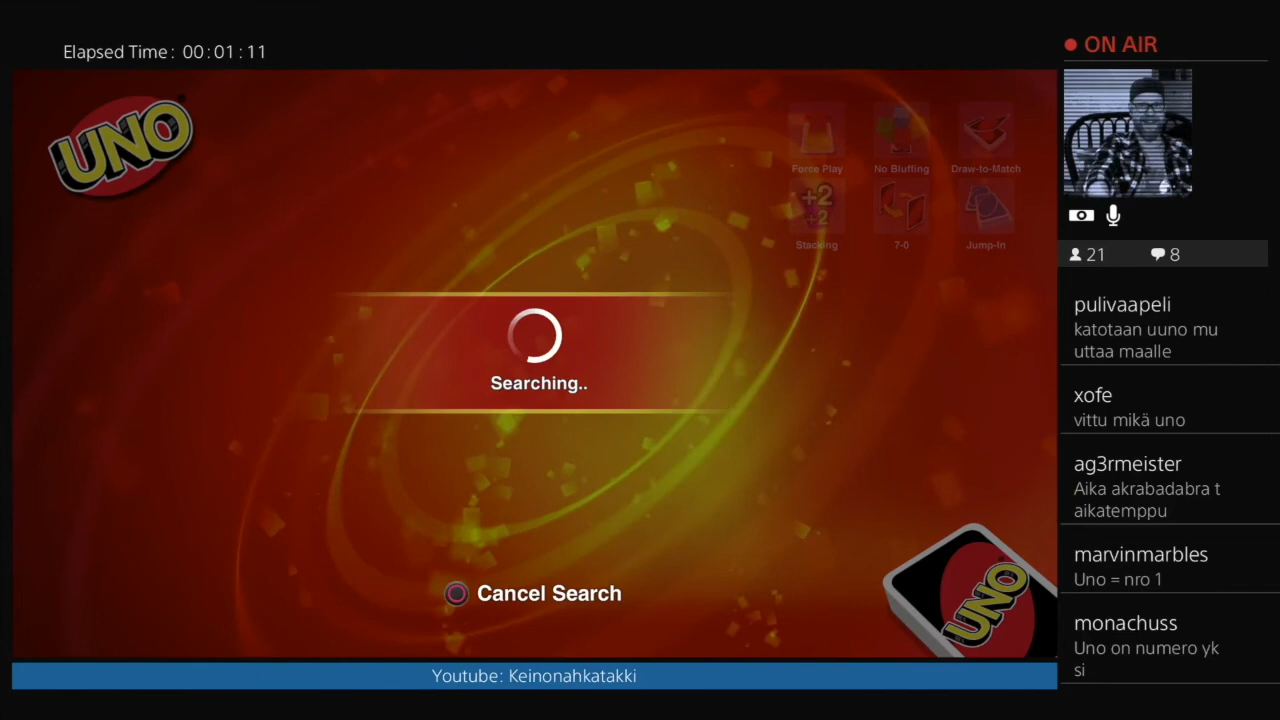 Elapsed Time: 00:01:11
ON AIR
UNO
Force Play
No Bluffing
Draw-to-Match
+2
+2
Stacking
7-0
Jump-In
21
8
Searching..
pulivaapeli
katotaan uuno mu
uttaa maalle
xofe
vittu mikä uno
ag3rmeister
Aika akrabadabra t
aikatemppu
marvinmarbles
Uno = nro 1
monachuss
Uno on numero yk
si
Cancel Search
UNO
Youtube: Keinonahkatakki